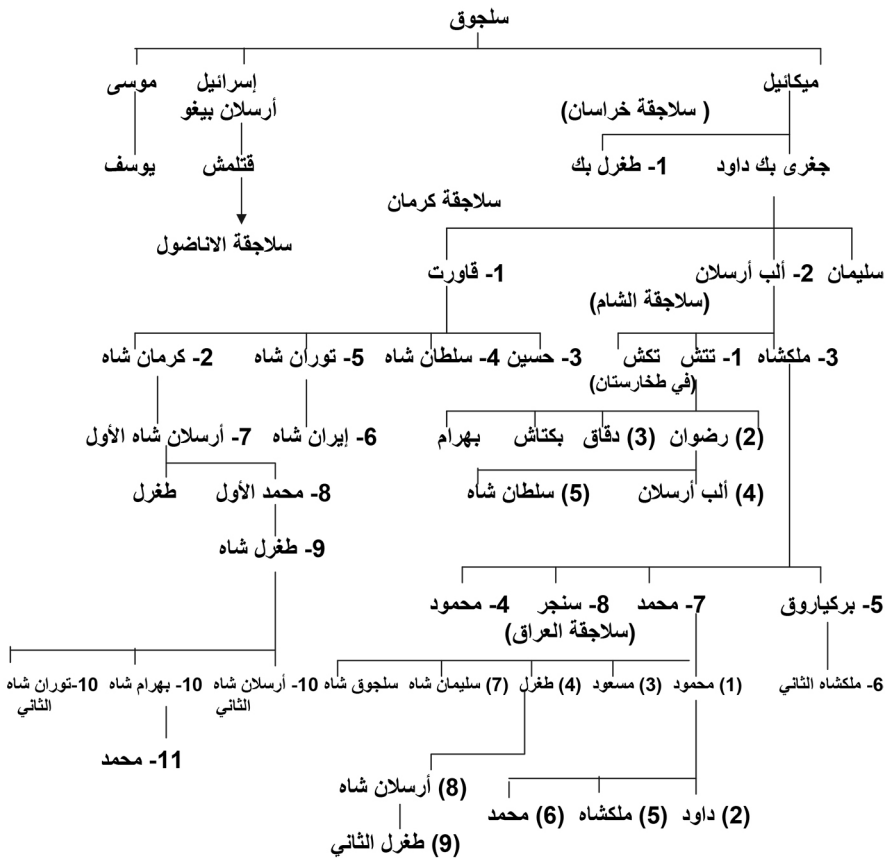 سلجوق
ميكائيل إسرائيل موسى
أرسلان بيغو
( سلاجقة خراسان)
جغرى بك داود 1- طغرل بك قتلمش يوسف
سلاجقة كرمان
سلاجقة الاناضول
سليمان 2- ألب أرسلان 1- قاورت
(سلاجقة الشام)
3- ملكشاه 1- تتش تكش 3- حسين 4- سلطان شاه 5- توران شاه 2- كرمان شاه
(في طخارستان)
(2) رضوان (3) دقاق بكتاش بهرام 6- إيران شاه 7- أرسلان شاه الأول
(4) ألب أرسلان (5) سلطان شاه 8- محمد الأول طغرل
9- طغرل شاه
5- بركياروق 7- محمد 8- سنجر 4- محمود
(سلاجقة العراق)
6- ملكشاه الثاني (1) محمود (3) مسعود (4) طغرل (7) سليمان شاه سلجوق شاه 10- أرسلان شاه 10- بهرام شاه 10-توران شاه
الثاني الثاني
11- محمد
(8) أرسلان شاه
(2) داود (5) ملكشاه (6) محمد
(9) طغرل الثاني